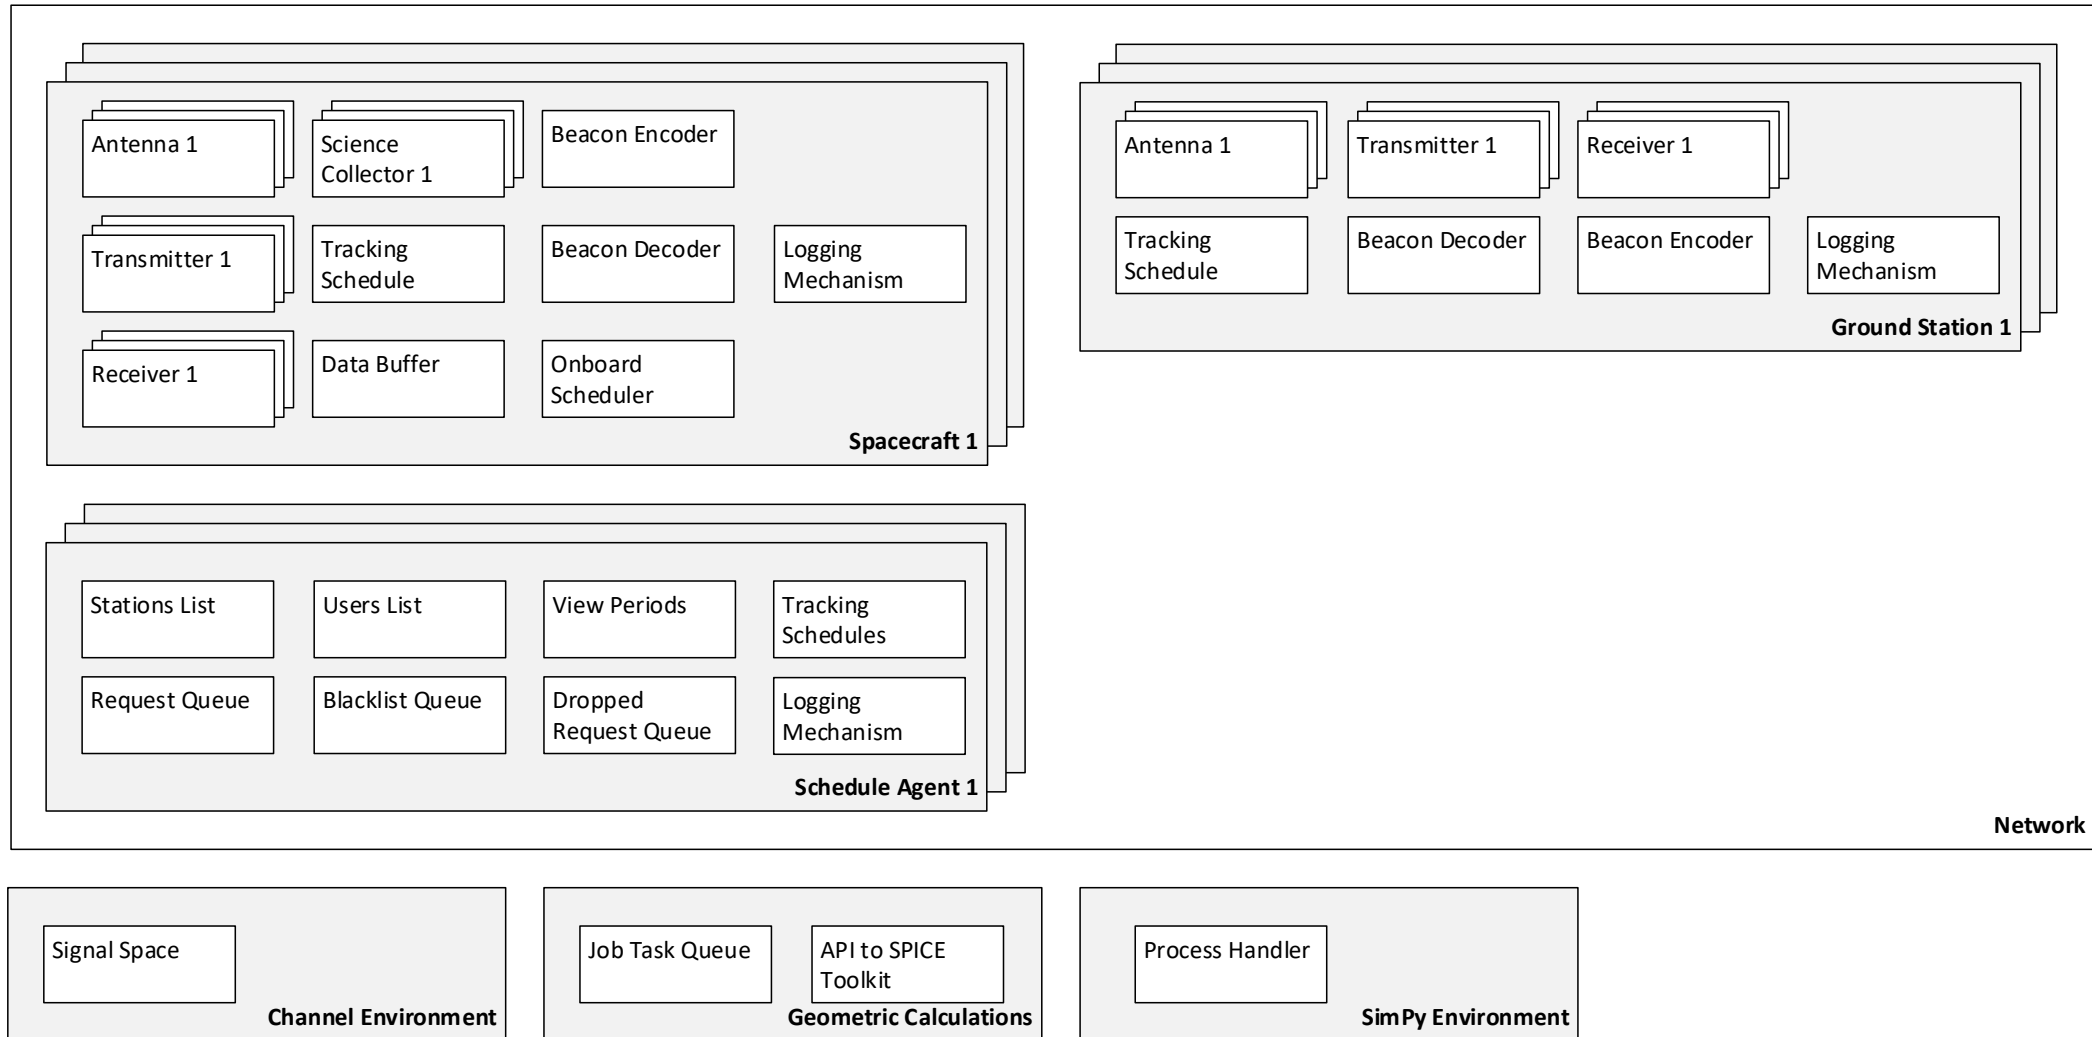 Antenna 1
Science
Collector 1
Beacon Encoder
Transmitter 1
Tracking
Schedule
Beacon Decoder
Logging
Mechanism
Receiver 1
Data Buffer
Onboard
Scheduler
Spacecraft 1
Antenna 1
Transmitter 1
Receiver 1
Tracking
Schedule
Beacon Decoder
Beacon Encoder
Logging
Mechanism
Ground Station 1
Stations List
Users List
View Periods
Tracking
Schedules
Request Queue
Blacklist Queue
Dropped
Request Queue
Logging
Mechanism
Schedule Agent 1
Network
Signal Space
Channel Environment
Job Task Queue
API to SPICE
Toolkit
Geometric Calculations
Process Handler
SimPy Environment